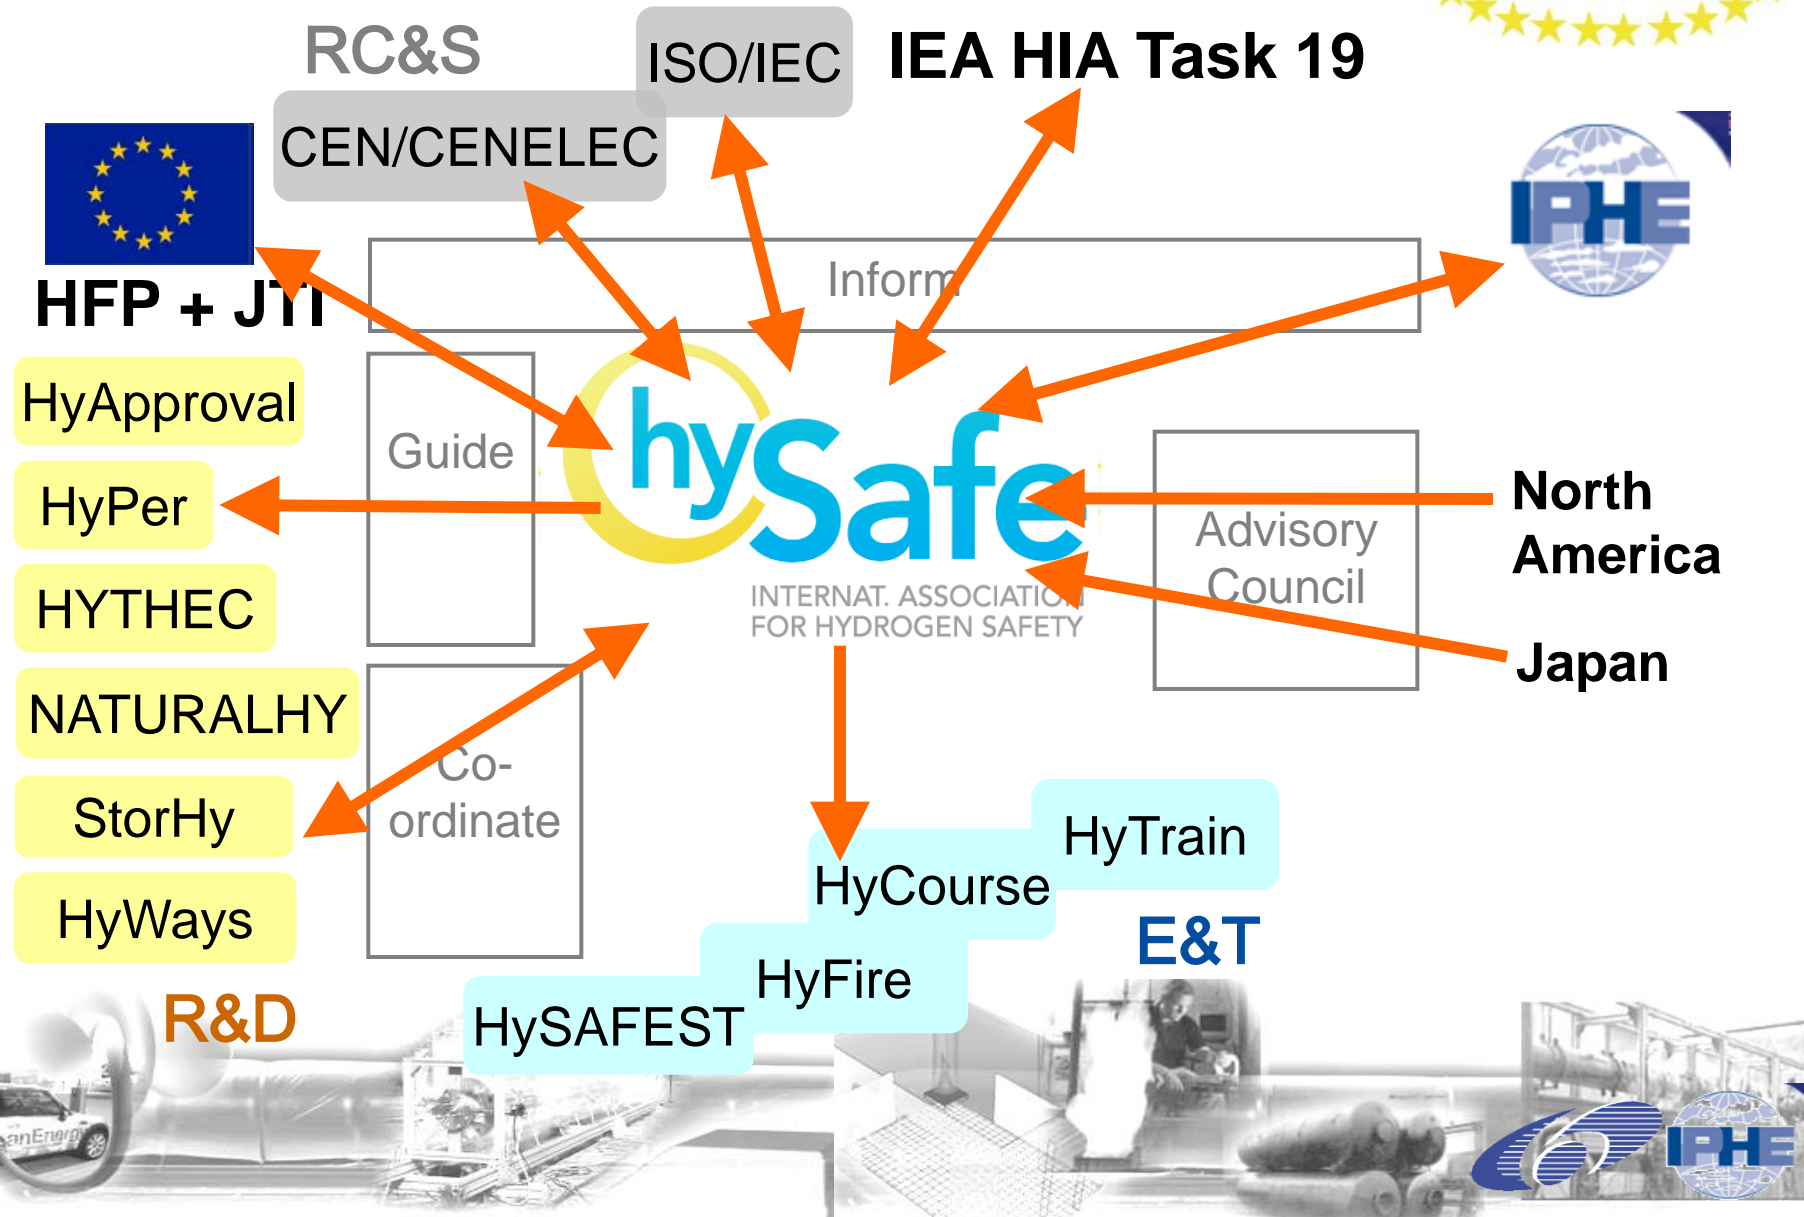 RC&S
ISO/IEC
IEA HIA Task 19
CEN/CENELEC
IPHE
HFP + JTI
Inform
HyApproval
Guide
hySafe
INTERNAT. ASSOCIATION
FOR HYDROGEN SAFETY
HyPer
North
America
Advisory
Council
HYTHEC
Japan
NATURALHY
Co-
ordinate
StorHy
HyTrain
HyCourse
HyWays
E&T
HyFire
R&D
HySAFEST
anEnergy
6
IPHE